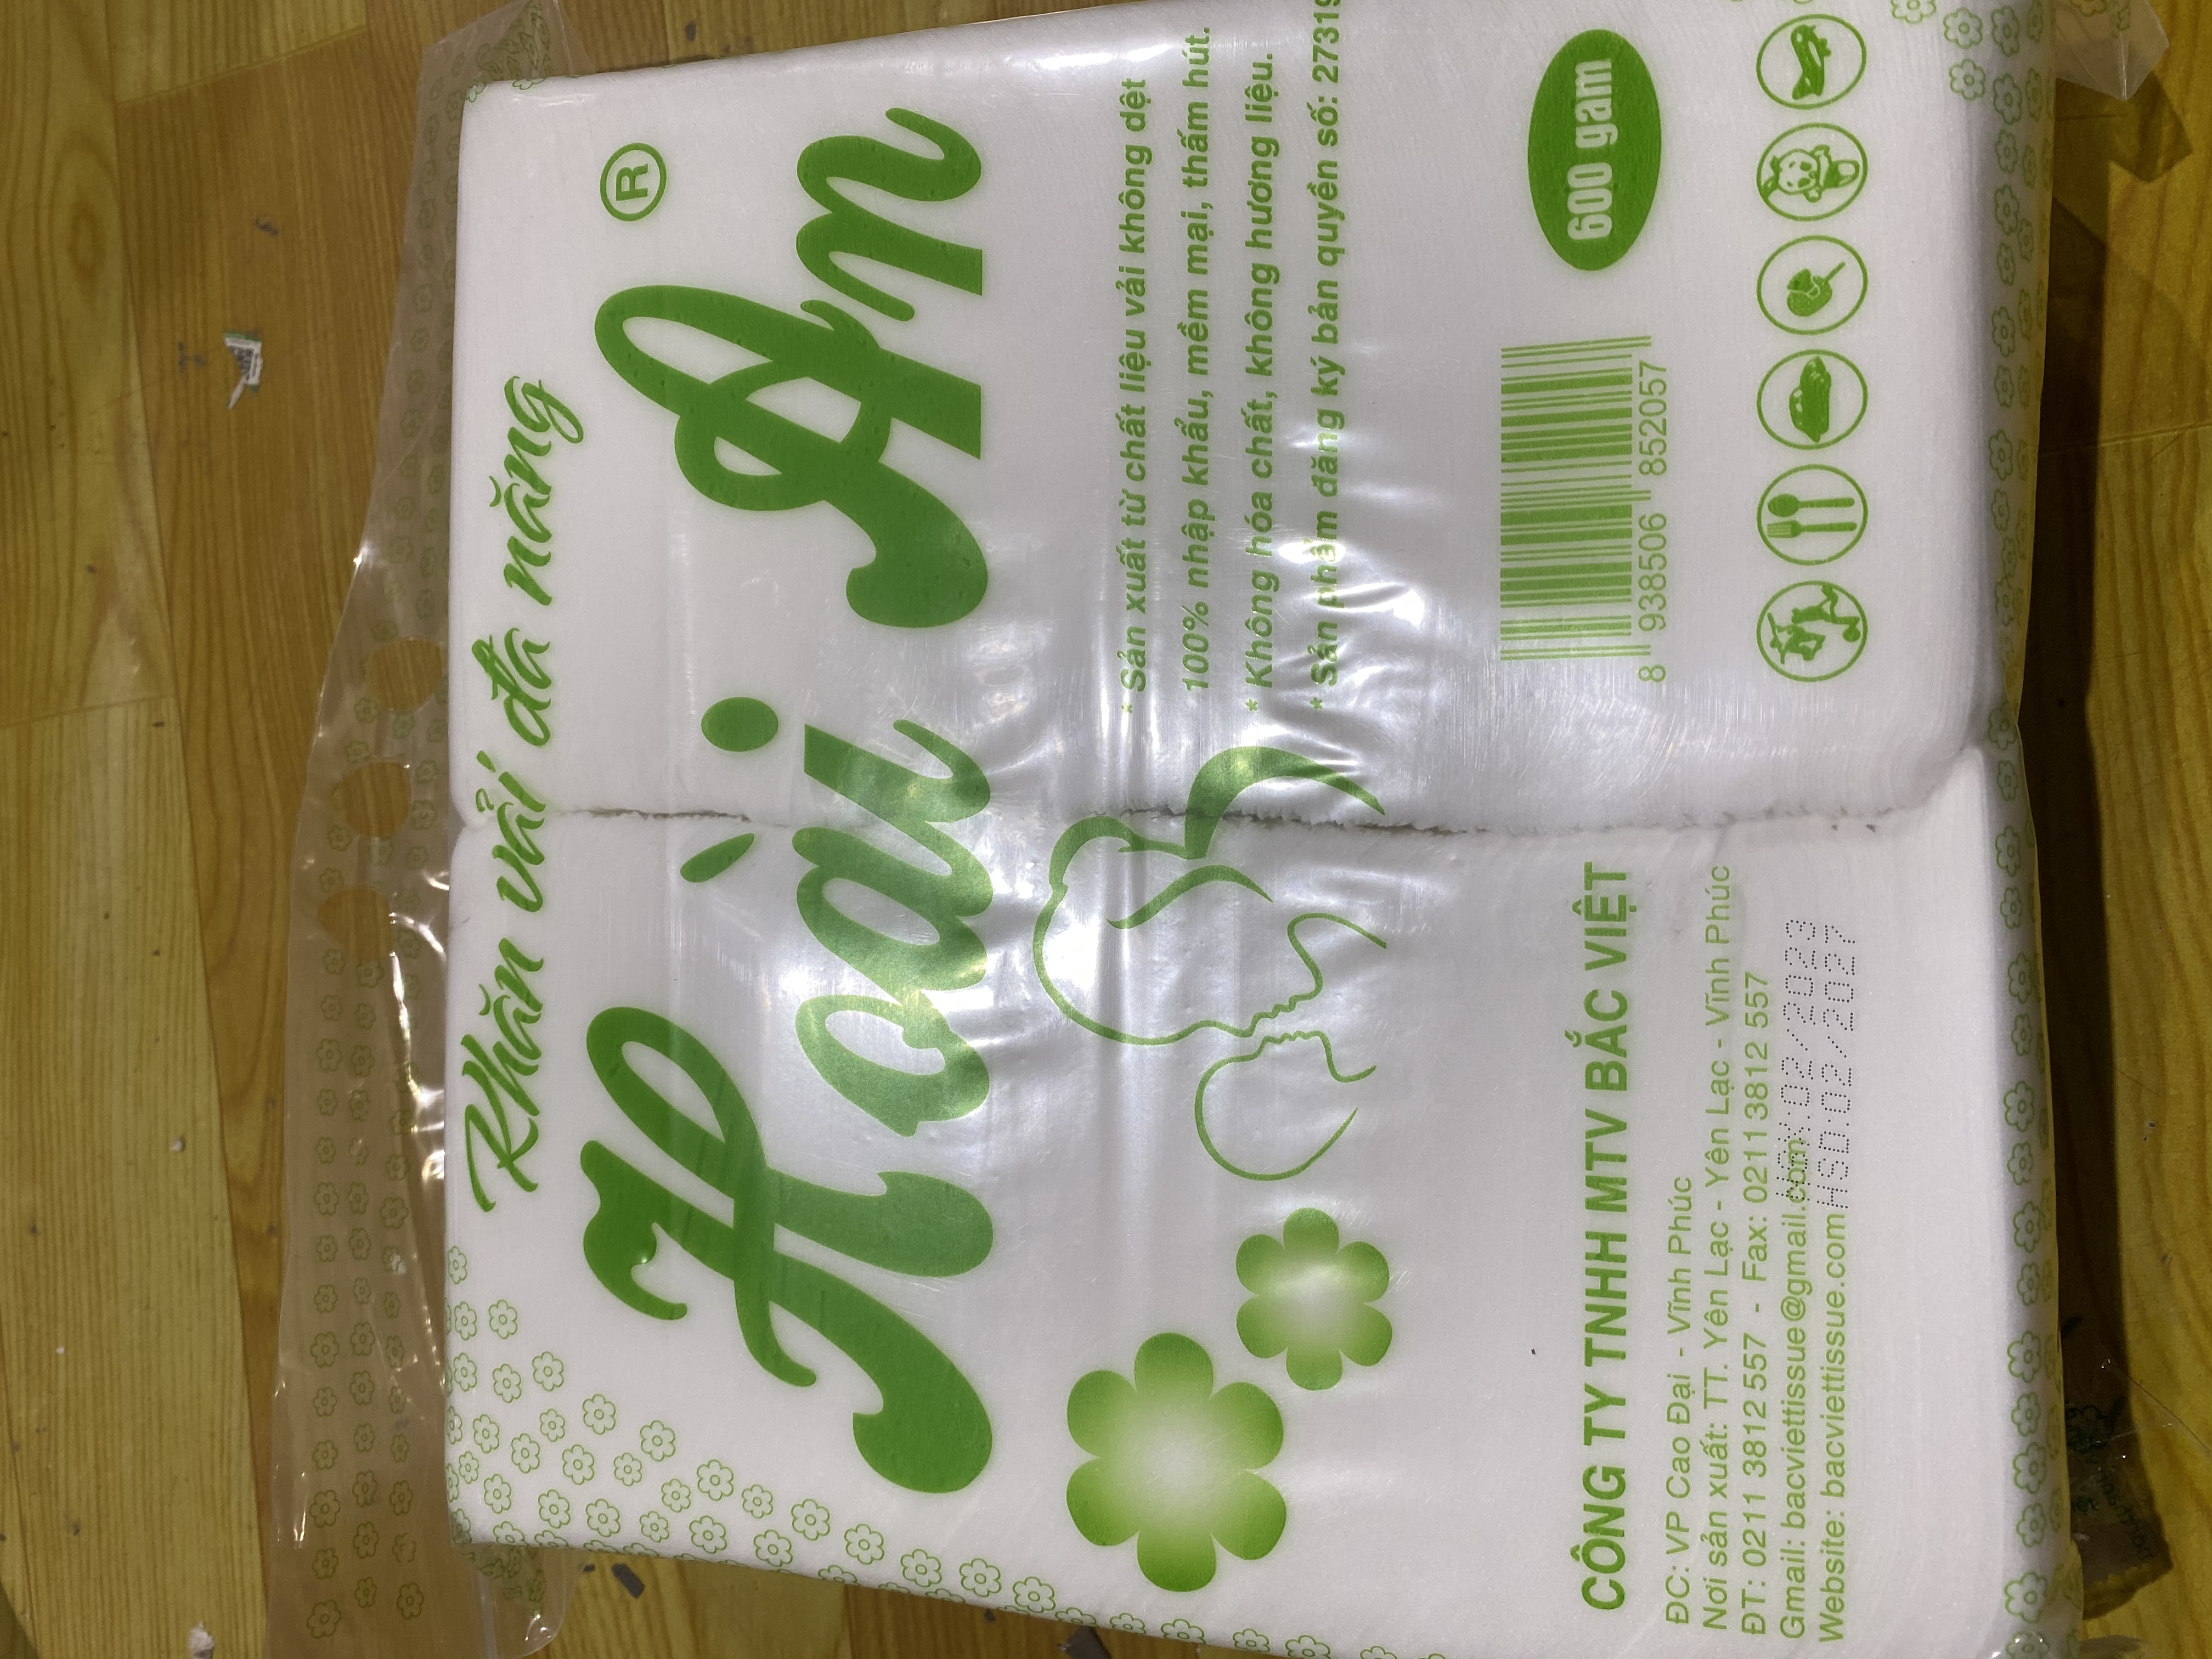 Khăn vải đa năng
Hoài Ân ®
* Sản xuất từ chất liệu vải không dệt
100% nhập khẩu, mềm mại, thấm hút.
* Không hóa chất, không hương liệu.
* Sản phẩm đăng ký bản quyền số: 27319
8 938506 852057
600 gam
CÔNG TY TNHH MTV BẮC VIỆT
ĐC: VP Cao Đại - Vĩnh Phúc
Nơi sản xuất: TT. Yên Lạc - Yên Lạc - Vĩnh Phúc
ĐT: 0211 3812 557 - Fax: 0211 3812 557
Gmail: bacviettissue@gmail.com
Website: bacviettissue.com
NSX:02/2023
HSD:02/2027